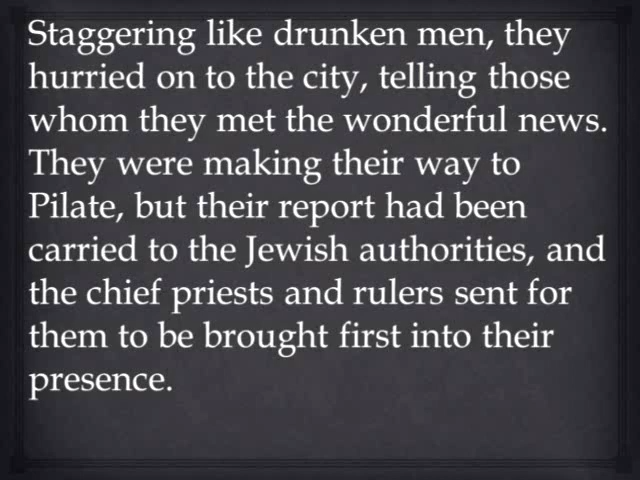 Staggering like drunken men, they
hurried on to the city, telling those
whom they met the wonderful news.
They were making their way to
Pilate, but their report had been
carried to the Jewish authorities, and
the chief priests and rulers sent for
them to be brought first into their
presence.